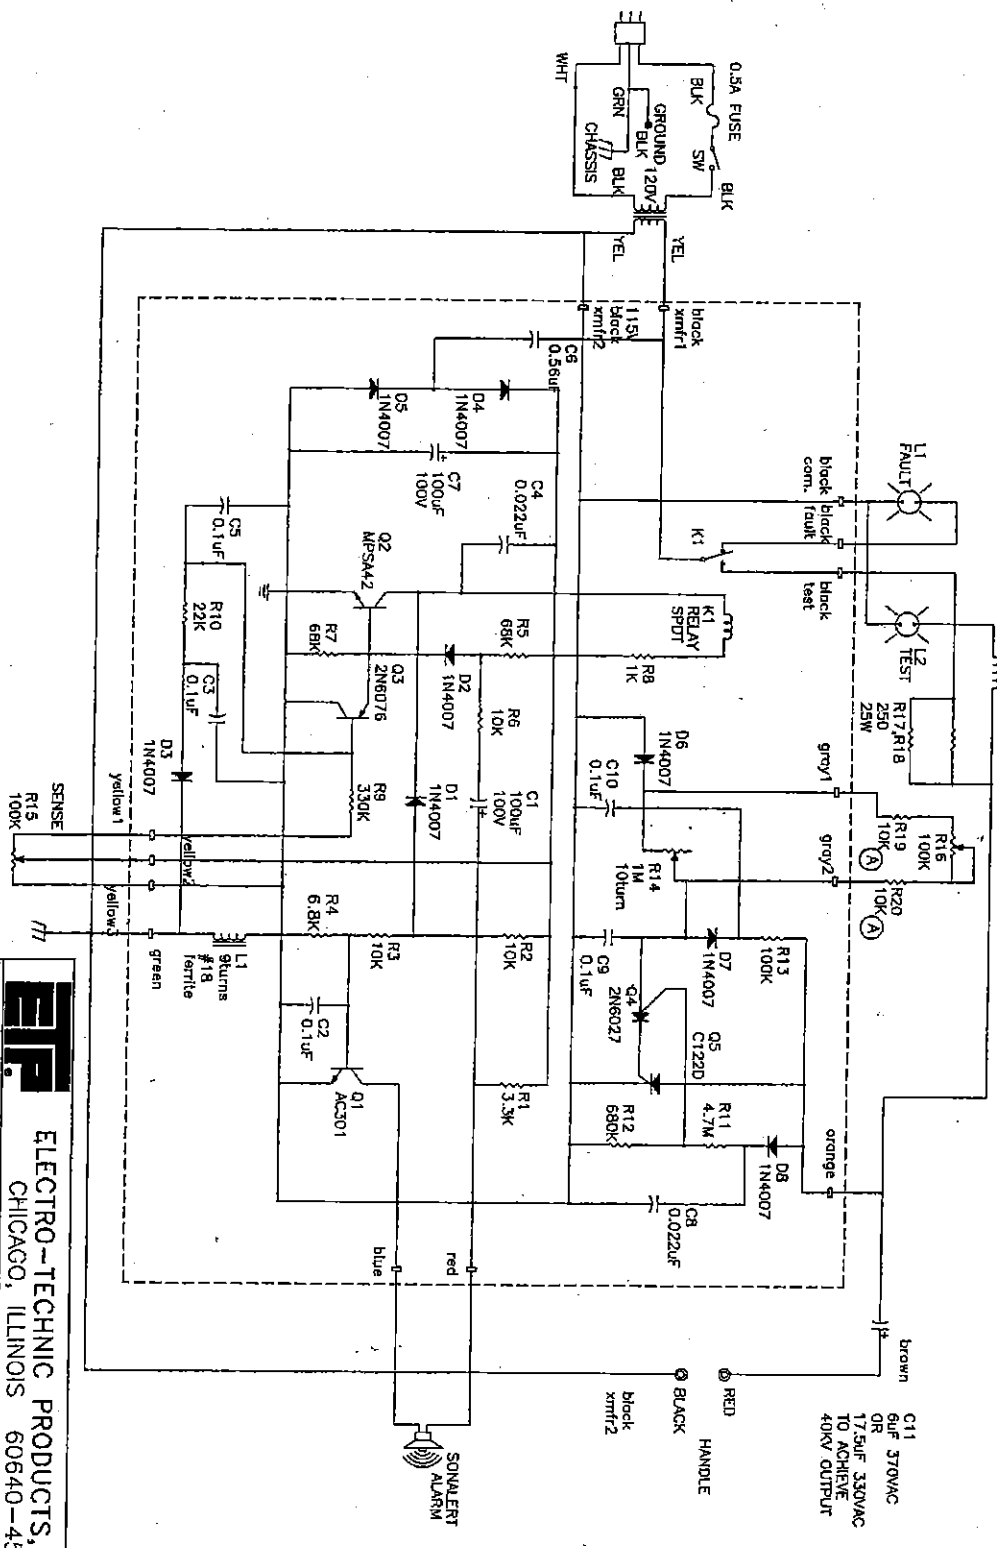 0.5A FUSE
BLK
SW
BLK
WHT
GRN
GROUND
BLK
CHASSIS
BLK
120V
YEL
YEL
black
xmfr1
115V
black
xmfr2
L1
FAULT
black
com.
black
fault
K1
black
test
L2
TEST
R17,R18
250
25W
gray1
R19
10K
A
R16
100K
gray2
R20
10K
A
C6
0.56uF
D5
1N4007
D4
1N4007
C7
100uF
100V
C4
0.022uF
K1
RELAY
SPDT
R8
1K
R5
68K
D2
1N4007
R6
10K
Q2
MPSA42
R7
68K
Q3
2N6076
C5
0.1uF
R10
22K
C3
0.1uF
D3
1N4007
R9
330K
D1
1N4007
C1
100uF
100V
D6
1N4007
C10
0.1uF
R14
1M
10turn
D7
1N4007
R13
100K
C9
0.1uF
Q4
2N6027
Q5
C122D
R12
680K
R11
4.7M
D8
1N4007
C8
0.022uF
orange
SENSE
R15
100K
yellow1
yellow2
yellow3
green
L1
9turns
#18
ferrite
R4
6.8K
R3
10K
R2
10K
C2
0.1uF
Q1
AC301
R1
3.3K
blue
red
brown
C11
6uF 370VAC
OR
17.5uF 330VAC
TO ACHIEVE
40KV OUTPUT
RED
BLACK
HANDLE
black
xmfr2
SONALERT
ALARM
ETP
ELECTRO-TECHNIC PRODUCTS,
CHICAGO, ILLINOIS 60640-45